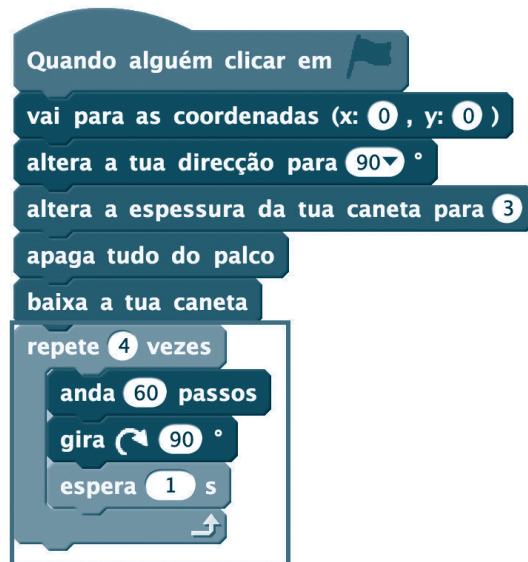 Quando alguém clicar em
vai para as coordenadas (x: 0 , y: 0 )
altera a tua direcção para 90 °
altera a espessura da tua caneta para 3
apaga tudo do palco
baixa a tua caneta
repete 4 vezes
anda 60 passos
gira 90 °
espera 1 s